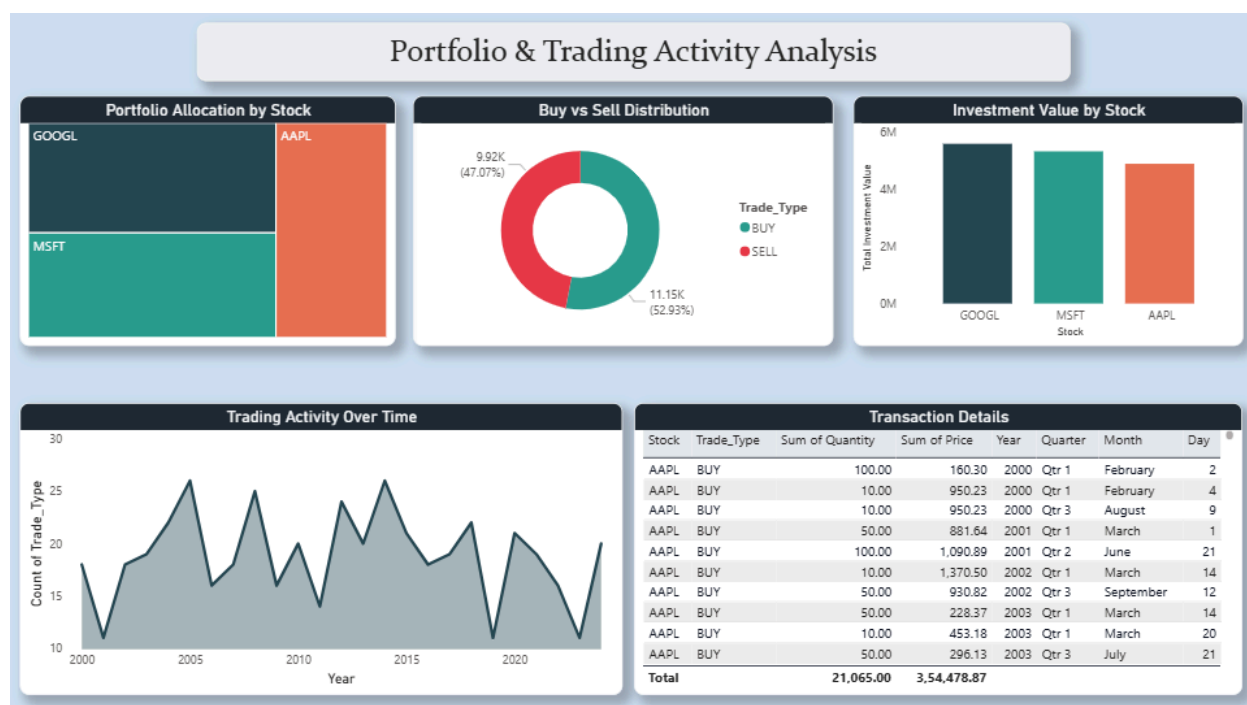 Portfolio & Trading Activity Analysis
Portfolio Allocation by Stock
GOOGL
AAPL
MSFT
Buy vs Sell Distribution
9.92K
(47.07%)
11.15K
(52.93%)
Trade_Type
BUY
SELL
Investment Value by Stock
Total Investment Value
6M
4M
2M
0M
GOOGL MSFT AAPL
Stock
Trading Activity Over Time
Count of Trade_Type
30
25
20
15
10
2000 2005 2010 2015 2020
Year
Transaction Details
Stock Trade_Type Sum of Quantity Sum of Price Year Quarter Month Day
AAPL BUY 100.00 160.30 2000 Qtr 1 February 2
AAPL BUY 10.00 950.23 2000 Qtr 1 February 4
AAPL BUY 10.00 950.23 2000 Qtr 3 August 9
AAPL BUY 50.00 881.64 2001 Qtr 1 March 1
AAPL BUY 100.00 1,090.89 2001 Qtr 2 June 21
AAPL BUY 10.00 1,370.50 2002 Qtr 1 March 14
AAPL BUY 50.00 930.82 2002 Qtr 3 September 12
AAPL BUY 50.00 228.37 2003 Qtr 1 March 14
AAPL BUY 10.00 453.18 2003 Qtr 1 March 20
AAPL BUY 50.00 296.13 2003 Qtr 3 July 21
Total 21,065.00 3,54,478.87